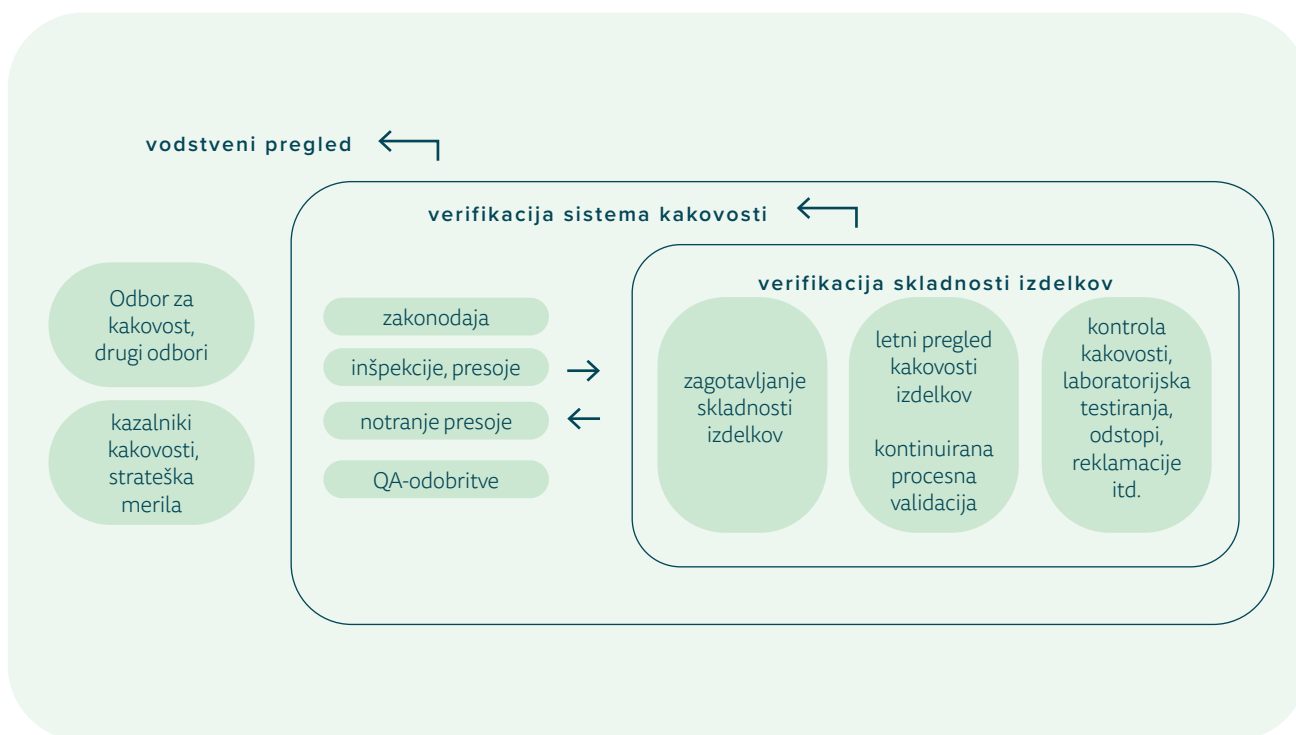 vodstveni pregled
verifikacija sistema kakovosti
verifikacija skladnosti izdelkov
Odbor za
kakovost,
drugi odbori
kazalniki
kakovosti,
strateška
merila
zakonodaja
inšpekcije, presoje
notranje presoje
QA-odobritve
zagotavljanje
skladnosti
izdelkov
letni pregled
kakovosti
izdelkov
kontinuirana
procesna
validacija
kontrola
kakovosti,
laboratorijska
testiranja,
odstopi,
reklamacije
itd.